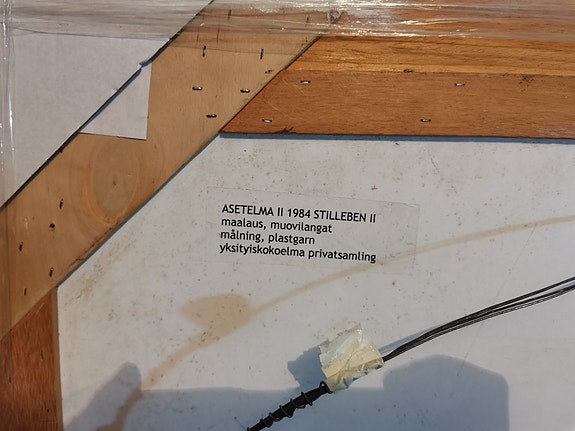 ASETELMA II 1984 STILLEBEN II
maalaus, muovilangat
målning, plastgarn
yksityiskokoelma privatsamling